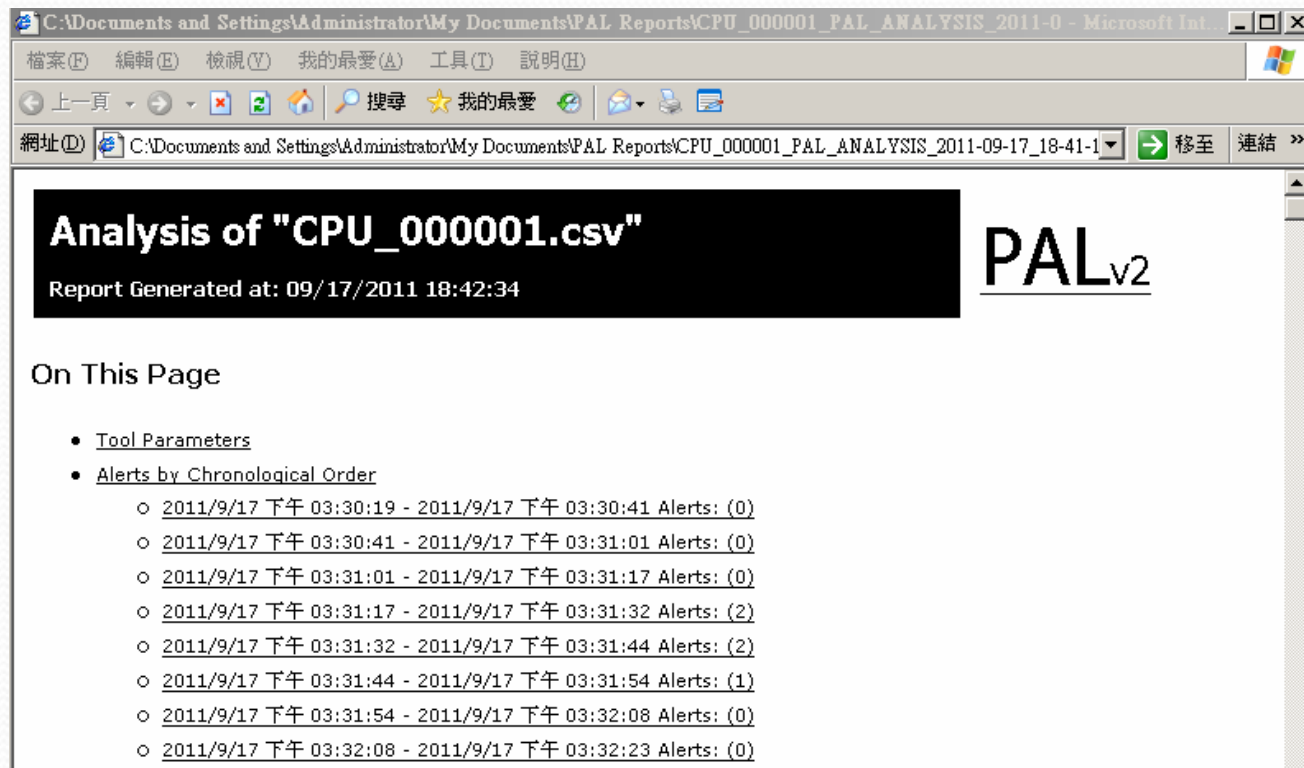 C:\Documents and Settings\Administrator\My Documents\PAL Reports\CPU_000001_PAL_ANALYSIS_2011-0 - Microsoft Int...
檔案(F) 編輯(E) 檢視(V) 我的最愛(A) 工具(T) 說明(H)
上一頁 搜尋 我的最愛
網址(D) C:\Documents and Settings\Administrator\My Documents\PAL Reports\CPU_000001_PAL_ANALYSIS_2011-09-17_18-41-1 移至 連結 »
Analysis of "CPU_000001.csv"
Report Generated at: 09/17/2011 18:42:34
PALv2
On This Page
• Tool Parameters
• Alerts by Chronological Order
○ 2011/9/17 下午 03:30:19 - 2011/9/17 下午 03:30:41 Alerts: (0)
○ 2011/9/17 下午 03:30:41 - 2011/9/17 下午 03:31:01 Alerts: (0)
○ 2011/9/17 下午 03:31:01 - 2011/9/17 下午 03:31:17 Alerts: (0)
○ 2011/9/17 下午 03:31:17 - 2011/9/17 下午 03:31:32 Alerts: (2)
○ 2011/9/17 下午 03:31:32 - 2011/9/17 下午 03:31:44 Alerts: (2)
○ 2011/9/17 下午 03:31:44 - 2011/9/17 下午 03:31:54 Alerts: (1)
○ 2011/9/17 下午 03:31:54 - 2011/9/17 下午 03:32:08 Alerts: (0)
○ 2011/9/17 下午 03:32:08 - 2011/9/17 下午 03:32:23 Alerts: (0)